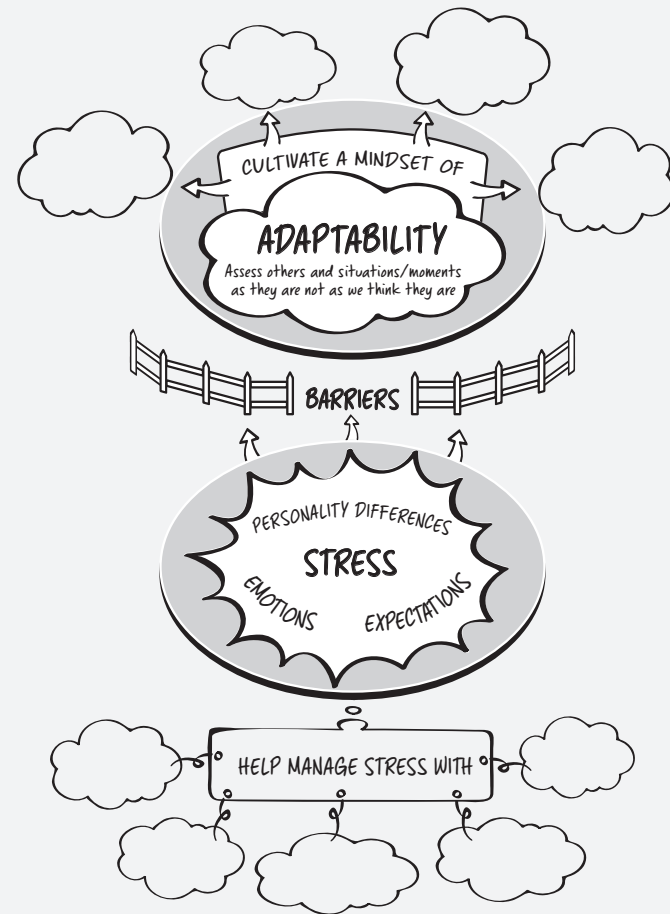 CULTIVATE A MINDSET OF
ADAPTABILITY
Assess others and situations/moments
as they are not as we think they are
BARRIERS
PERSONALITY DIFFERENCES
STRESS
EMOTIONS
EXPECTATIONS
HELP MANAGE STRESS WITH